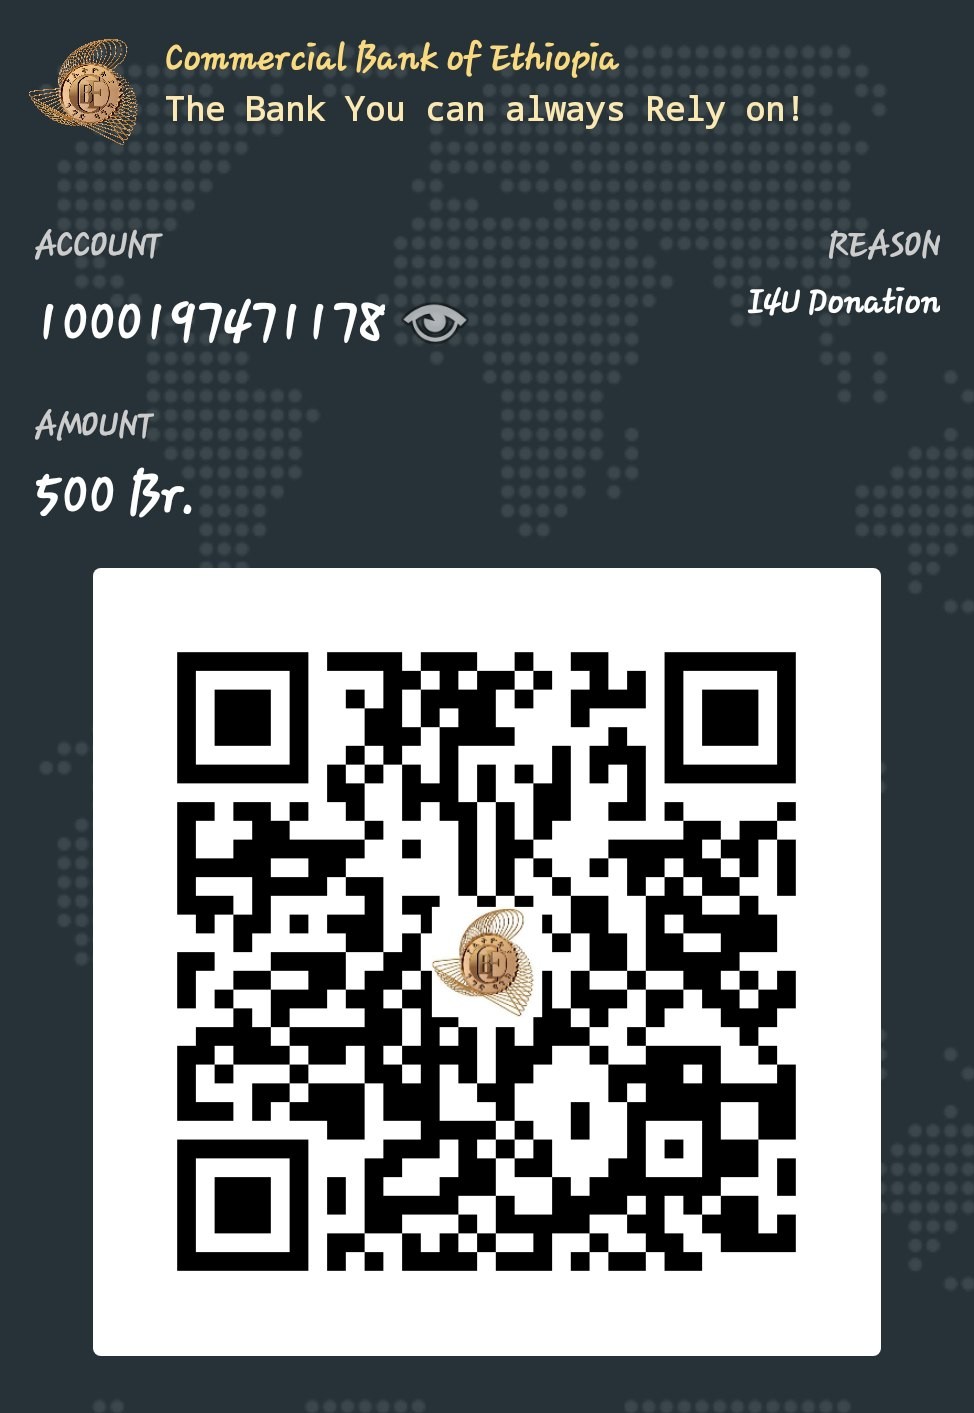 Commercial Bank of Ethiopia
The Bank You can always Rely on!
ACCOUNT
1000197471178
REASON
I4U Donation
AMOUNT
500 Br.